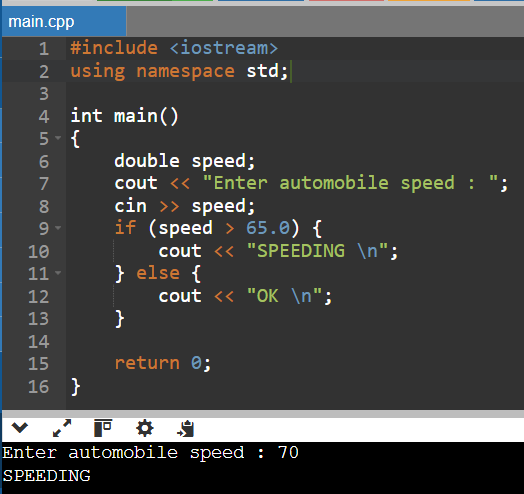 main.cpp
1 #include <iostream>
2 using namespace std;
3
4 int main()
5 {
6     double speed;
7     cout << "Enter automobile speed : ";
8     cin >> speed;
9     if (speed > 65.0) {
10         cout << "SPEEDING \n";
11     } else {
12         cout << "OK \n";
13     }
14
15     return 0;
16 }
Enter automobile speed : 70
SPEEDING